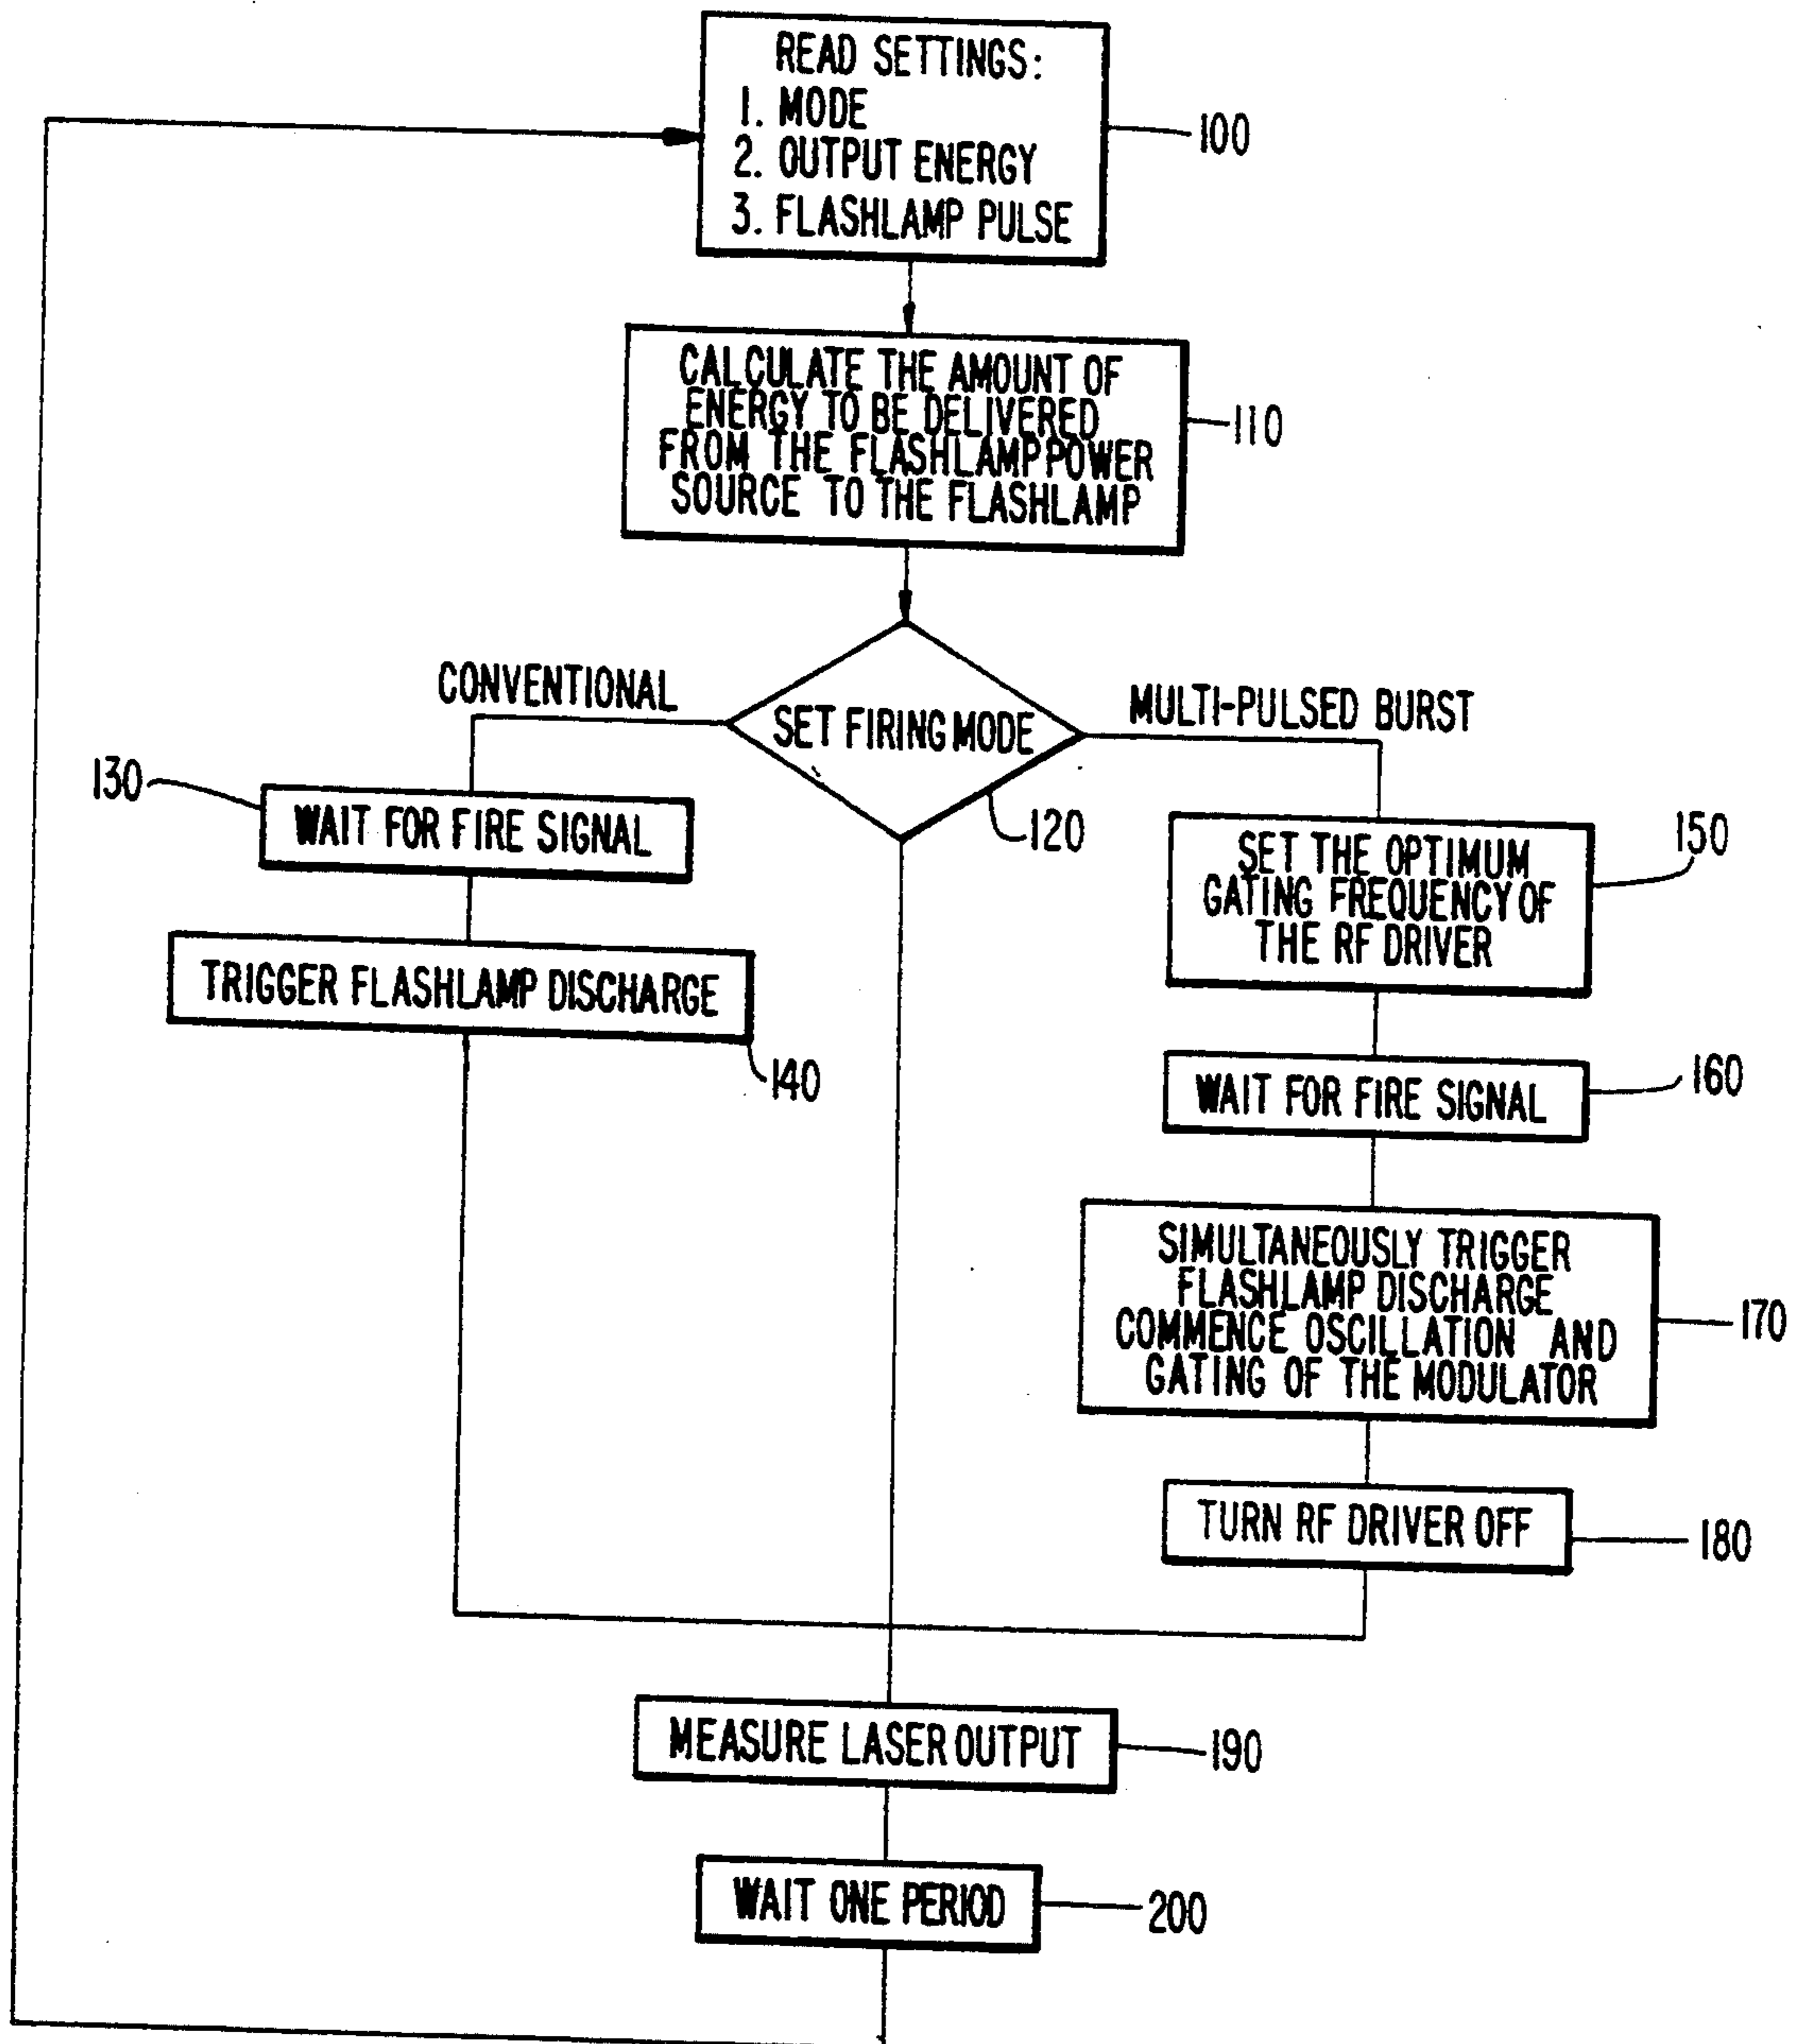 READ SETTINGS:
1. MODE
2. OUTPUT ENERGY
3. FLASHLAMP PULSE
100
CALCULATE THE AMOUNT OF
ENERGY TO BE DELIVERED
FROM THE FLASHLAMP POWER
SOURCE TO THE FLASHLAMP
110
CONVENTIONAL
SET FIRING MODE
MULTI-PULSED BURST
120
130
WAIT FOR FIRE SIGNAL
TRIGGER FLASHLAMP DISCHARGE
140
SET THE OPTIMUM
GATING FREQUENCY OF
THE RF DRIVER
150
WAIT FOR FIRE SIGNAL
160
SIMULTANEOUSLY TRIGGER
FLASHLAMP DISCHARGE
COMMENCE OSCILLATION AND
GATING OF THE MODULATOR
170
TURN RF DRIVER OFF
180
MEASURE LASER OUTPUT
190
WAIT ONE PERIOD
200